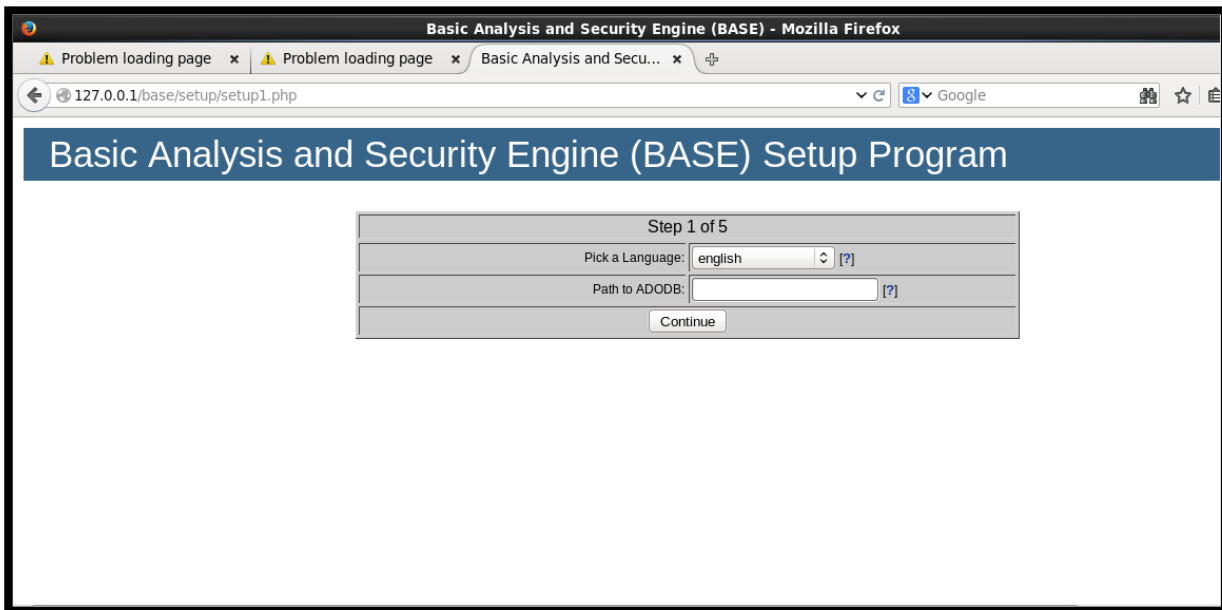 Basic Analysis and Security Engine (BASE) - Mozilla Firefox
Problem loading page
Problem loading page
Basic Analysis and Secu...
127.0.0.1/base/setup/setup1.php
8
Google
Basic Analysis and Security Engine (BASE) Setup Program
Step 1 of 5
Pick a Language: english [?]
Path to ADODB: [?]
Continue